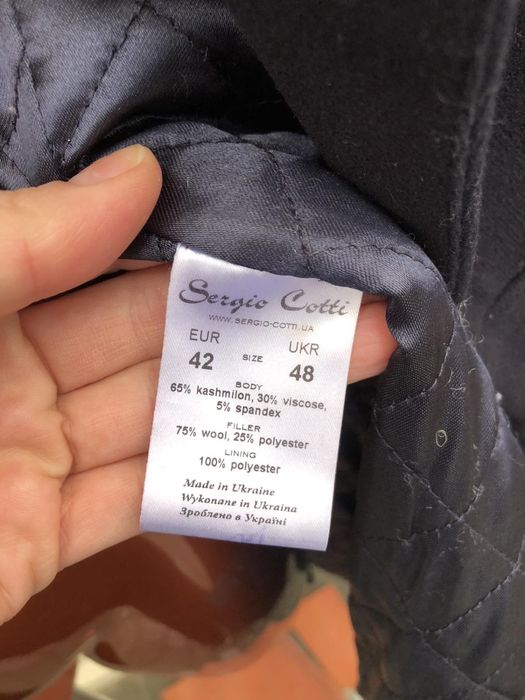 Sergio Cotti
WWW.SERGIO-COTTI.UA
EUR UKR
42 SIZE 48
BODY
65% kashmilon, 30% viscose,
5% spandex
FILLER
75% wool, 25% polyester
LINING
100% polyester
Made in Ukraine
Wykonane in Ukraina
Зроблено в Україні